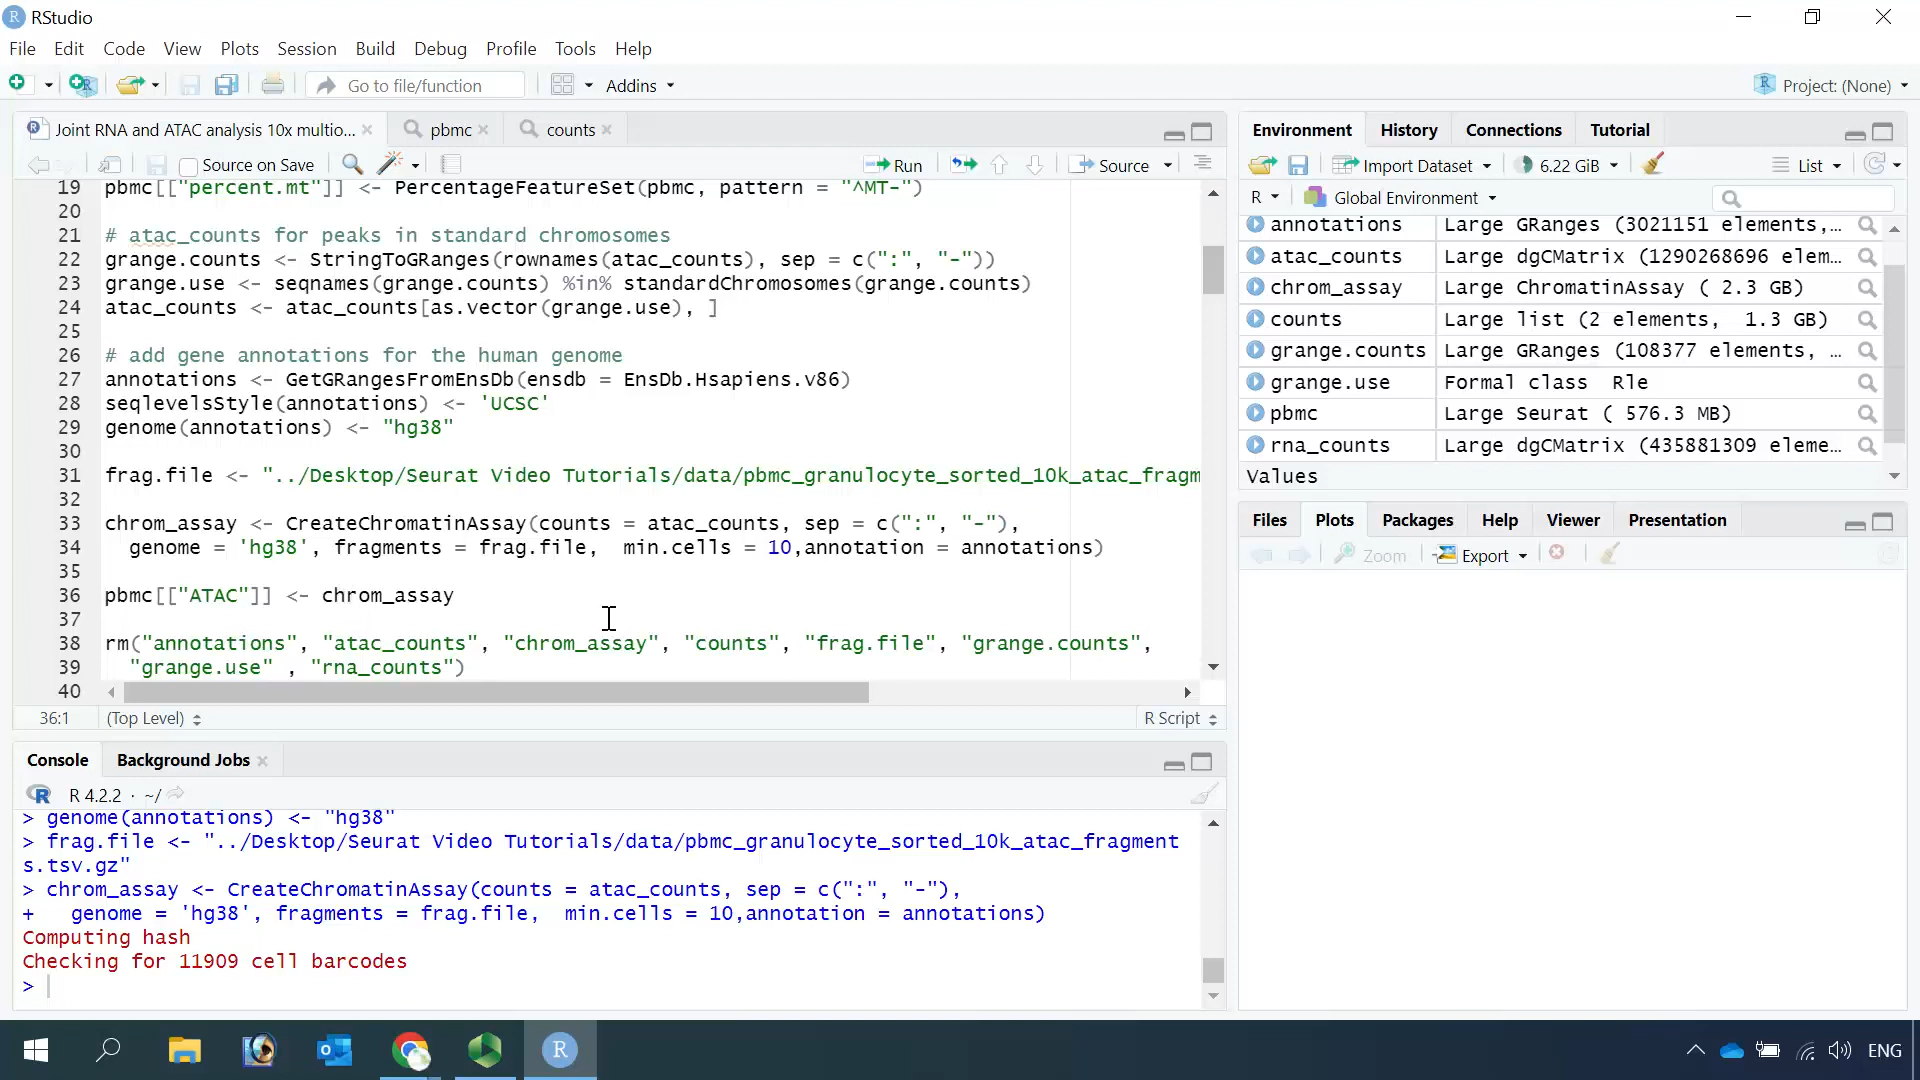 RStudio
File Edit Code View Plots Session Build Debug Profile Tools Help
Go to file/function Addins Project: (None)
Joint RNA and ATAC analysis 10x multio... pbmc counts
Source on Save Run Source
19 pbmc[["percent.mt"]] <- PercentageFeatureSet(pbmc, pattern = "^MT-")
20
21 # atac_counts for peaks in standard chromosomes
22 grange.counts <- StringToGRanges(rownames(atac_counts), sep = c(":", "-"))
23 grange.use <- seqnames(grange.counts) %in% standardChromosomes(grange.counts)
24 atac_counts <- atac_counts[as.vector(grange.use), ]
25
26 # add gene annotations for the human genome
27 annotations <- GetGRangesFromEnsDb(ensdb = EnsDb.Hsapiens.v86)
28 seqlevelsStyle(annotations) <- 'UCSC'
29 genome(annotations) <- "hg38"
30
31 frag.file <- "../Desktop/Seurat Video Tutorials/data/pbmc_granulocyte_sorted_10k_atac_fragm
32
33 chrom_assay <- CreateChromatinAssay(counts = atac_counts, sep = c(":", "-"),
34 genome = 'hg38', fragments = frag.file, min.cells = 10,annotation = annotations)
35
36 pbmc[["ATAC"]] <- chrom_assay
37
38 rm("annotations", "atac_counts", "chrom_assay", "counts", "frag.file", "grange.counts",
39 "grange.use" , "rna_counts")
40
36:1 (Top Level) R Script
Console Background Jobs
R 4.2.2 · ~/
> genome(annotations) <- "hg38"
> frag.file <- "../Desktop/Seurat Video Tutorials/data/pbmc_granulocyte_sorted_10k_atac_fragment
s.tsv.gz"
> chrom_assay <- CreateChromatinAssay(counts = atac_counts, sep = c(":", "-"),
+ genome = 'hg38', fragments = frag.file, min.cells = 10,annotation = annotations)
Computing hash
Checking for 11909 cell barcodes
>
Environment History Connections Tutorial
Import Dataset 6.22 GiB List
R Global Environment
annotations Large GRanges (3021151 elements,...
atac_counts Large dgCMatrix (1290268696 elem...
chrom_assay Large ChromatinAssay ( 2.3 GB)
counts Large list (2 elements, 1.3 GB)
grange.counts Large GRanges (108377 elements, ...
grange.use Formal class Rle
pbmc Large Seurat ( 576.3 MB)
rna_counts Large dgCMatrix (435881309 eleme...
Values
Files Plots Packages Help Viewer Presentation
Zoom Export
ENG